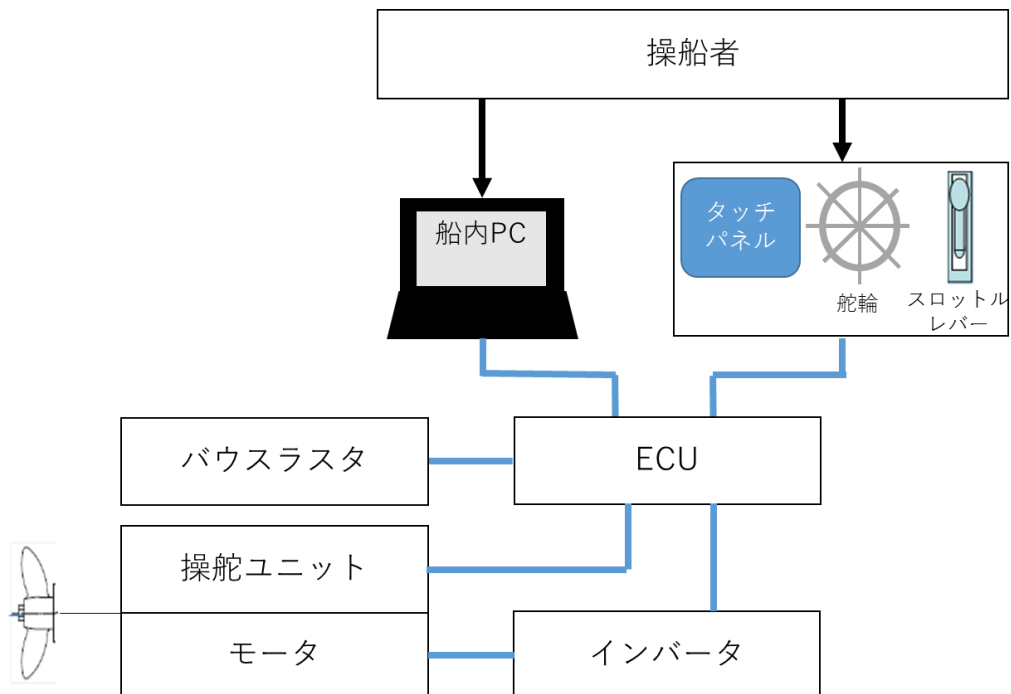 操船者
船内PC
タッチ
パネル
舵輪
スロットル
レバー
バウスラスタ
ECU
操舵ユニット
モータ
インバータ